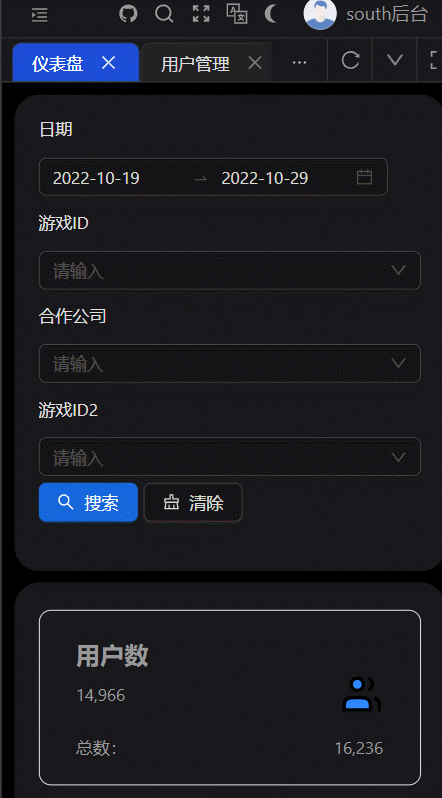 south后台
仪表盘 用户管理 ···
日期
2022-10-19 → 2022-10-29
游戏ID
请输入
合作公司
请输入
游戏ID2
请输入
搜索 清除
用户数
14,966
总数: 16,236